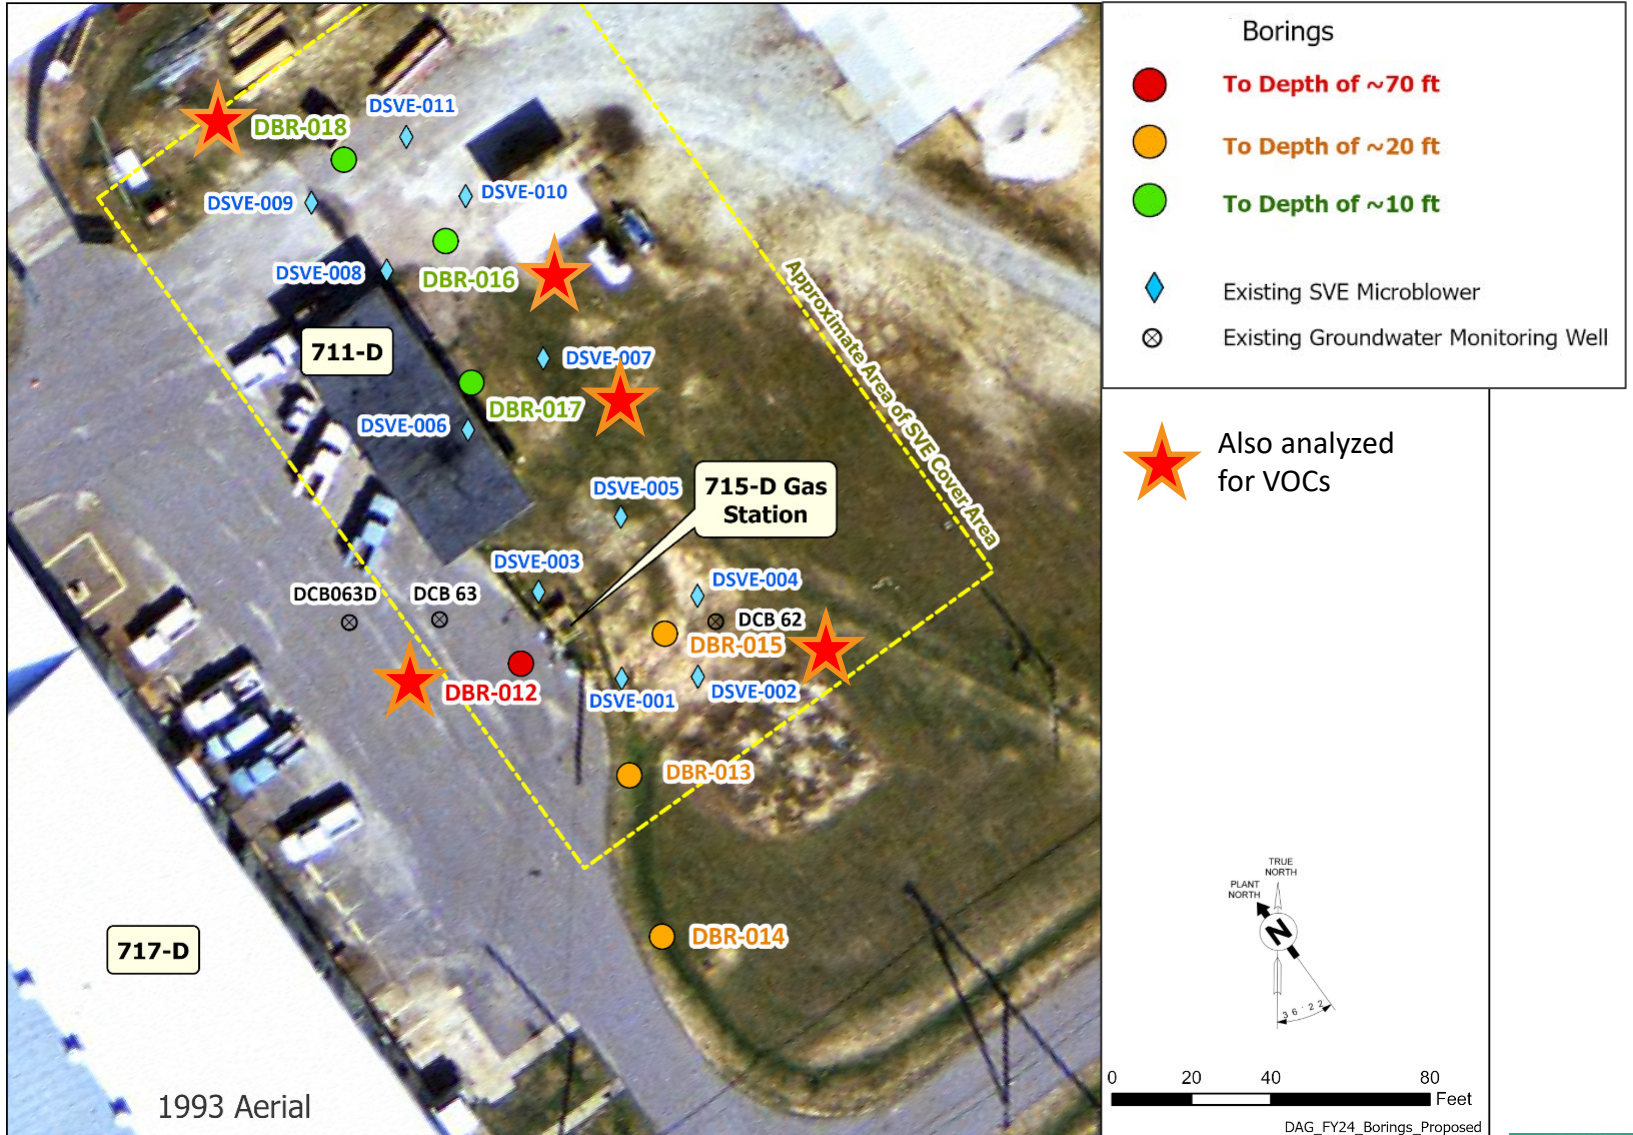 Borings
To Depth of ~70 ft
To Depth of ~20 ft
To Depth of ~10 ft
Existing SVE Microblower
Existing Groundwater Monitoring Well
Also analyzed
for VOCs
DSVE-011
DBR-018
DSVE-009
DSVE-010
DSVE-008
DBR-016
Approximate Area of SVE Cover Area
711-D
DSVE-007
DBR-017
DSVE-006
DSVE-005
715-D Gas
Station
DSVE-003
DSVE-004
DCB063D
DCB 63
DCB 62
DBR-015
DBR-012
DSVE-001
DSVE-002
DBR-013
DBR-014
717-D
1993 Aerial
TRUE
NORTH
PLANT
NORTH
N
36°22'
0 20 40 80
Feet
DAG_FY24_Borings_Proposed